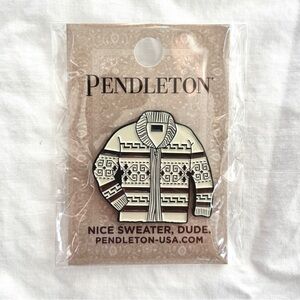 PENDLETON
NICE SWEATER, DUDE.
PENDLETON-USA.COM